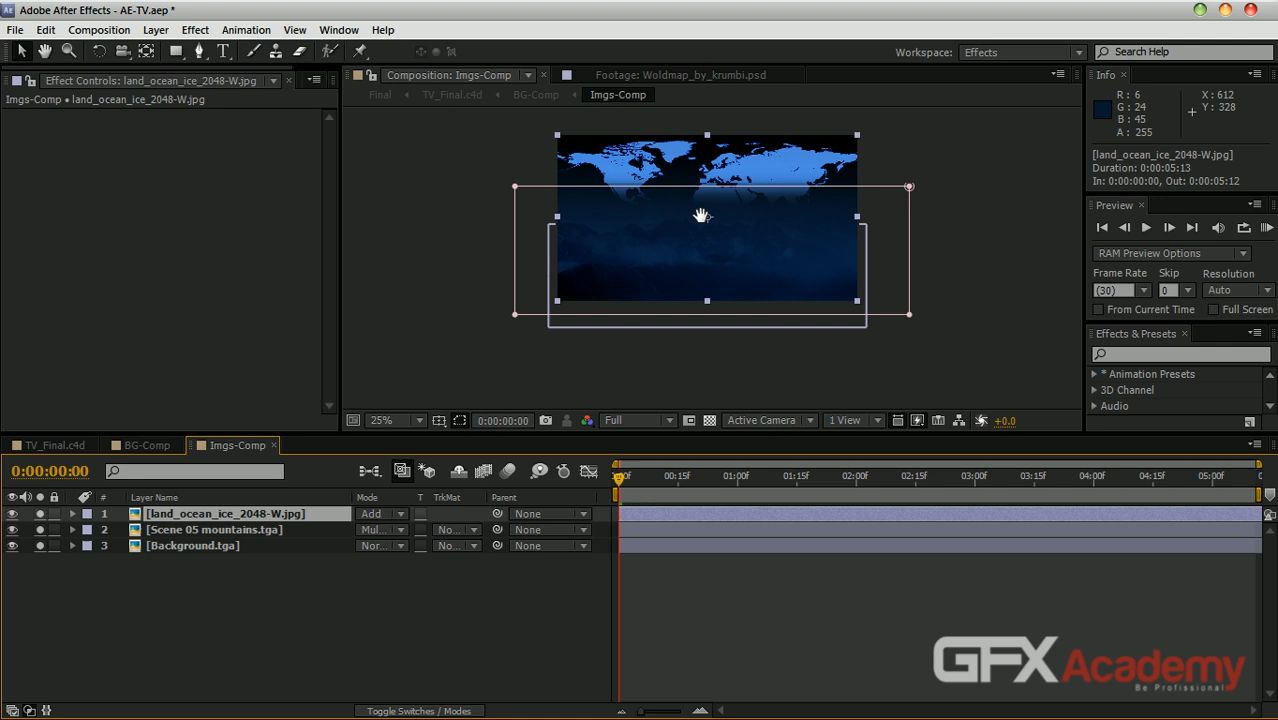 Adobe After Effects - AE-TV.aep *
File Edit Composition Layer Effect Animation View Window Help
Workspace: Effects Search Help
Effect Controls: land_ocean_ice_2048-W.jpg
Imgs-Comp • land_ocean_ice_2048-W.jpg
Composition: Imgs-Comp Footage: Woldmap_by_krumbi.psd
Final TV_Final.c4d BG-Comp Imgs-Comp
Info
R : 6 X : 612
G : 24 Y : 328
B : 45
A : 255
[land_ocean_ice_2048-W.jpg]
Duration: 0:00:05:13
In: 0:00:00:00, Out: 0:00:05:12
Preview
RAM Preview Options
Frame Rate Skip Resolution
(30) 0 Auto
From Current Time Full Screen
Effects & Presets
* Animation Presets
3D Channel
Audio
25% 0:00:00:00 Full Active Camera 1 View +0.0
TV_Final.c4d BG-Comp Imgs-Comp
0:00:00:00
:00f 00:15f 01:00f 01:15f 02:00f 02:15f 03:00f 03:15f 04:00f 04:15f 05:00f
# Layer Name Mode T TrkMat Parent
1 [land_ocean_ice_2048-W.jpg] Add None
2 [Scene 05 mountains.tga] Mul... No... None
3 [Background.tga] Nor... No... None
GFXAcademy
Be Profissional
Toggle Switches / Modes